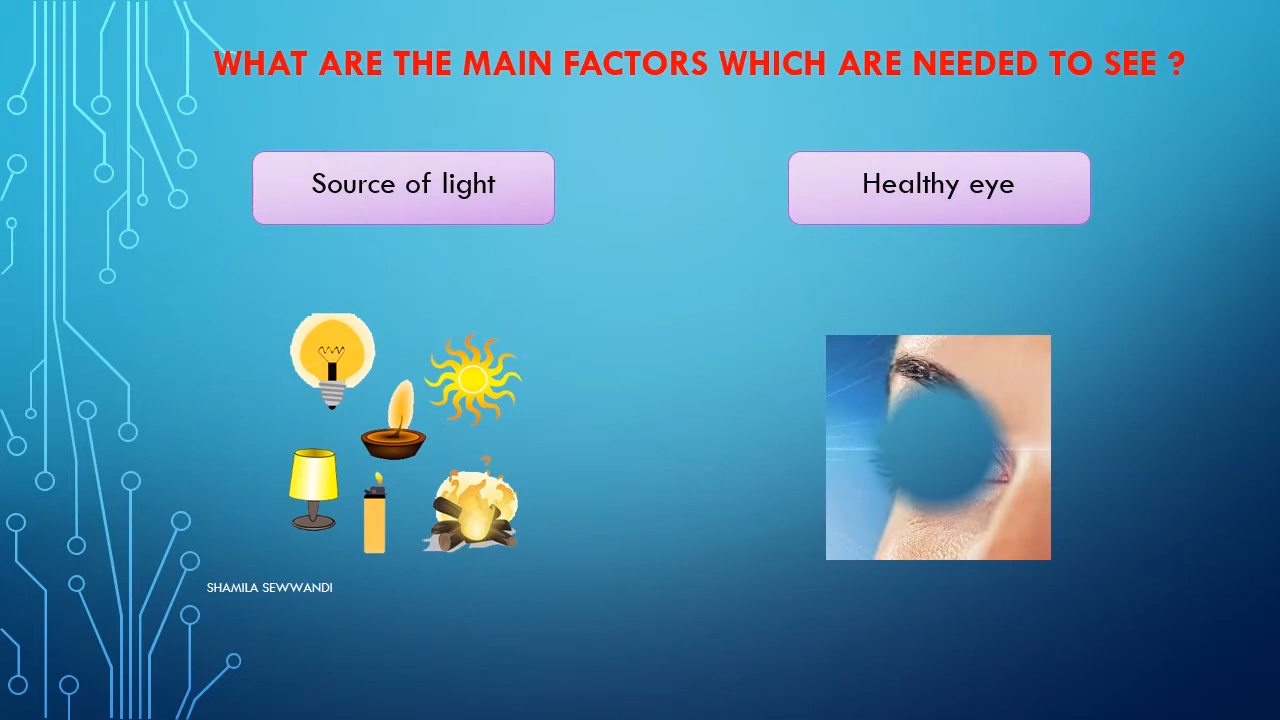 WHAT ARE THE MAIN FACTORS WHICH ARE NEEDED TO SEE ?
Source of light
Healthy eye
SHAMILA SEWWANDI